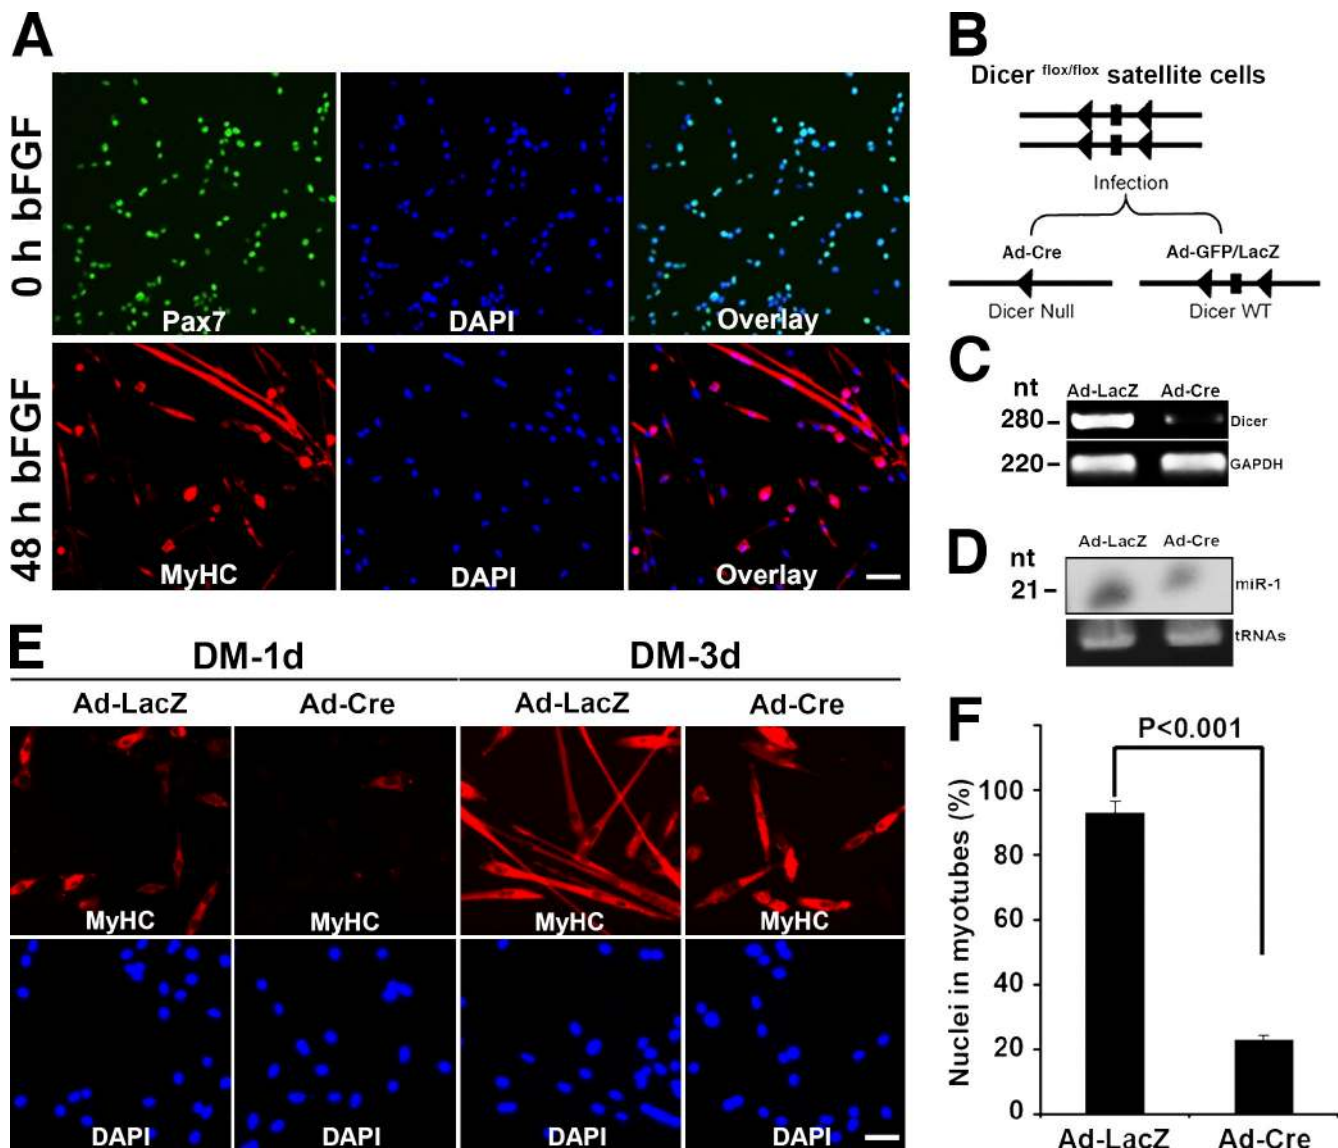 A
0 h bFGF
Pax7
DAPI
Overlay
48 h bFGF
MyHC
DAPI
Overlay
B
Dicer flox/flox satellite cells
Infection
Ad-Cre
Ad-GFP/LacZ
Dicer Null
Dicer WT
C
nt
Ad-LacZ
Ad-Cre
280
Dicer
220
GAPDH
D
nt
Ad-LacZ
Ad-Cre
21
miR-1
tRNAs
E
DM-1d
DM-3d
Ad-LacZ
Ad-Cre
Ad-LacZ
Ad-Cre
MyHC
MyHC
MyHC
MyHC
DAPI
DAPI
DAPI
DAPI
F
P<0.001
Nuclei in myotubes (%)
100
80
60
40
20
0
Ad-LacZ
Ad-Cre